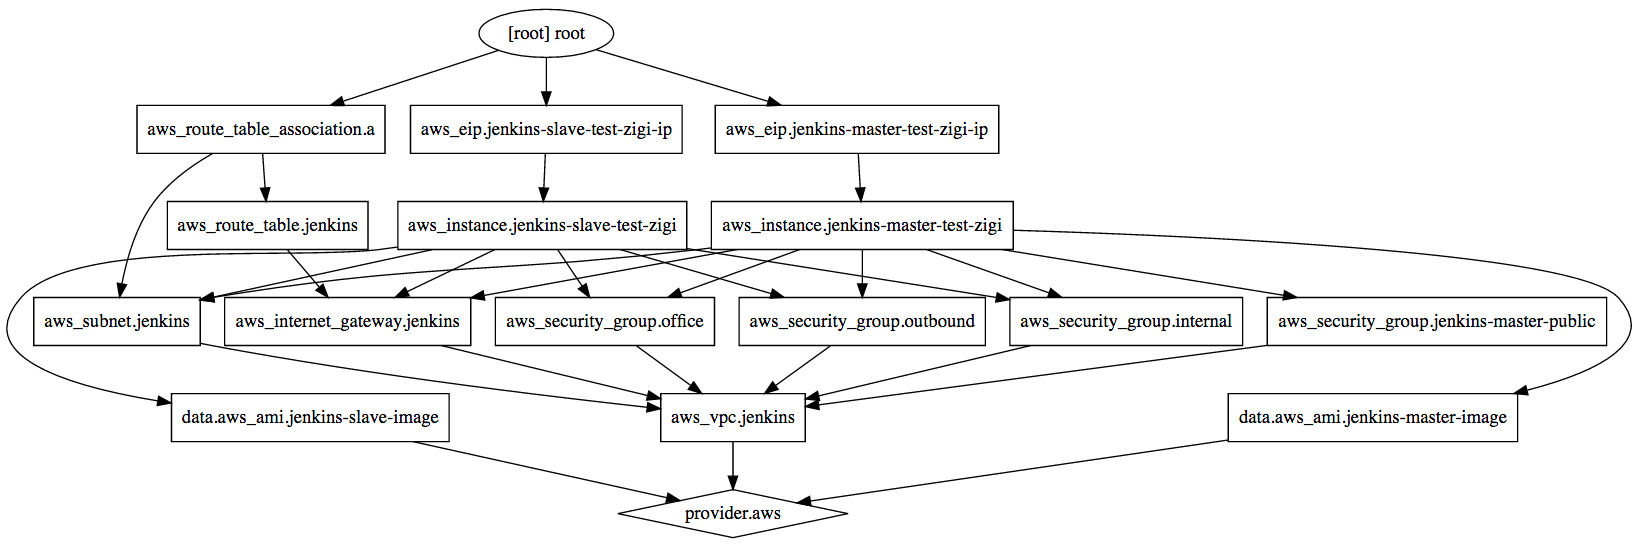 [root] root
aws_route_table_association.a
aws_eip.jenkins-slave-test-zigi-ip
aws_eip.jenkins-master-test-zigi-ip
aws_route_table.jenkins
aws_instance.jenkins-slave-test-zigi
aws_instance.jenkins-master-test-zigi
aws_subnet.jenkins
aws_internet_gateway.jenkins
aws_security_group.office
aws_security_group.outbound
aws_security_group.internal
aws_security_group.jenkins-master-public
data.aws_ami.jenkins-slave-image
aws_vpc.jenkins
data.aws_ami.jenkins-master-image
provider.aws